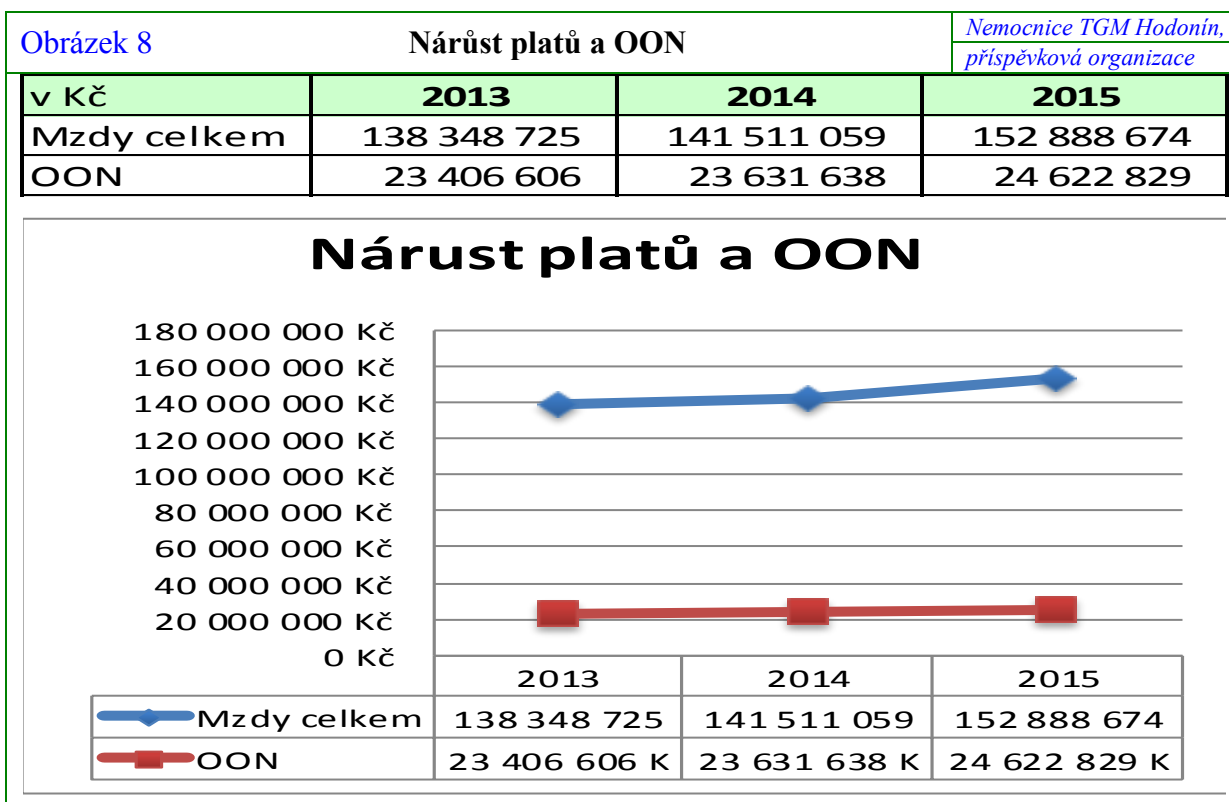 Obrázek 8 Nárůst platů a OON Nemocnice TGM Hodonín,
příspěvková organizace
v Kč 2013 2014 2015
Mzdy celkem 138 348 725 141 511 059 152 888 674
OON 23 406 606 23 631 638 24 622 829
Nárust platů a OON
180 000 000 Kč
160 000 000 Kč
140 000 000 Kč
120 000 000 Kč
100 000 000 Kč
80 000 000 Kč
60 000 000 Kč
40 000 000 Kč
20 000 000 Kč
0 Kč
2013 2014 2015
Mzdy celkem 138 348 725 141 511 059 152 888 674
OON 23 406 606 K 23 631 638 K 24 622 829 K